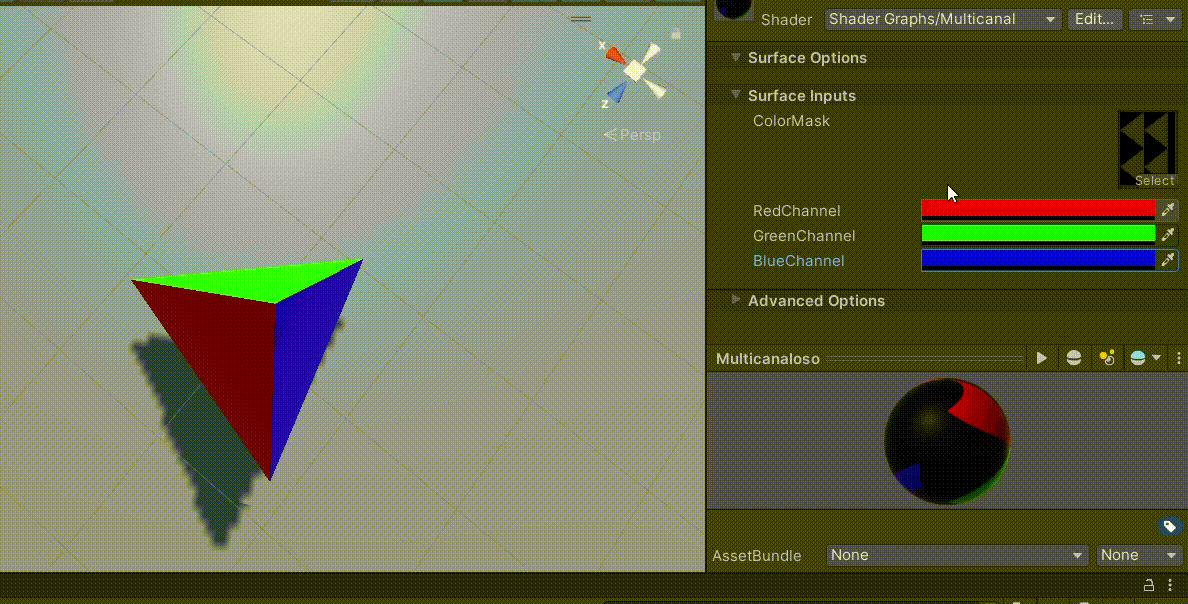 Shader Shader Graphs/Multicanal Edit...
Surface Options
Surface Inputs
ColorMask
Select
RedChannel
GreenChannel
BlueChannel
Advanced Options
Multicanaloso
AssetBundle None None
x
z
Persp